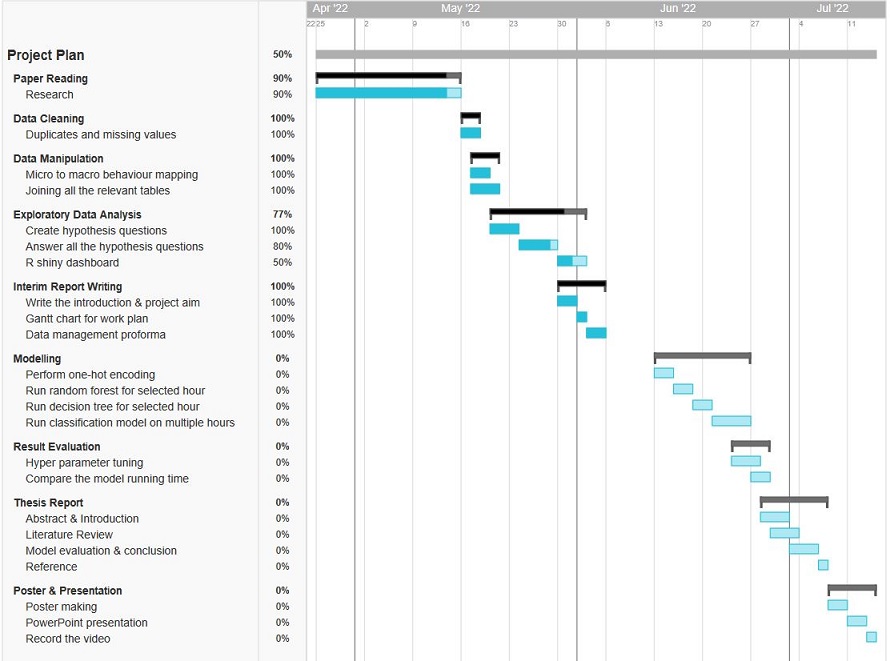 Apr '22 May '22 Jun '22 Jul '22
2225 2 9 16 23 30 6 13 20 27 4 11
Project Plan 50%
Paper Reading 90%
Research 90%
Data Cleaning 100%
Duplicates and missing values 100%
Data Manipulation 100%
Micro to macro behaviour mapping 100%
Joining all the relevant tables 100%
Exploratory Data Analysis 77%
Create hypothesis questions 100%
Answer all the hypothesis questions 80%
R shiny dashboard 50%
Interim Report Writing 100%
Write the introduction & project aim 100%
Gantt chart for work plan 100%
Data management proforma 100%
Modelling 0%
Perform one-hot encoding 0%
Run random forest for selected hour 0%
Run decision tree for selected hour 0%
Run classification model on multiple hours 0%
Result Evaluation 0%
Hyper parameter tuning 0%
Compare the model running time 0%
Thesis Report 0%
Abstract & Introduction 0%
Literature Review 0%
Model evaluation & conclusion 0%
Reference 0%
Poster & Presentation 0%
Poster making 0%
PowerPoint presentation 0%
Record the video 0%